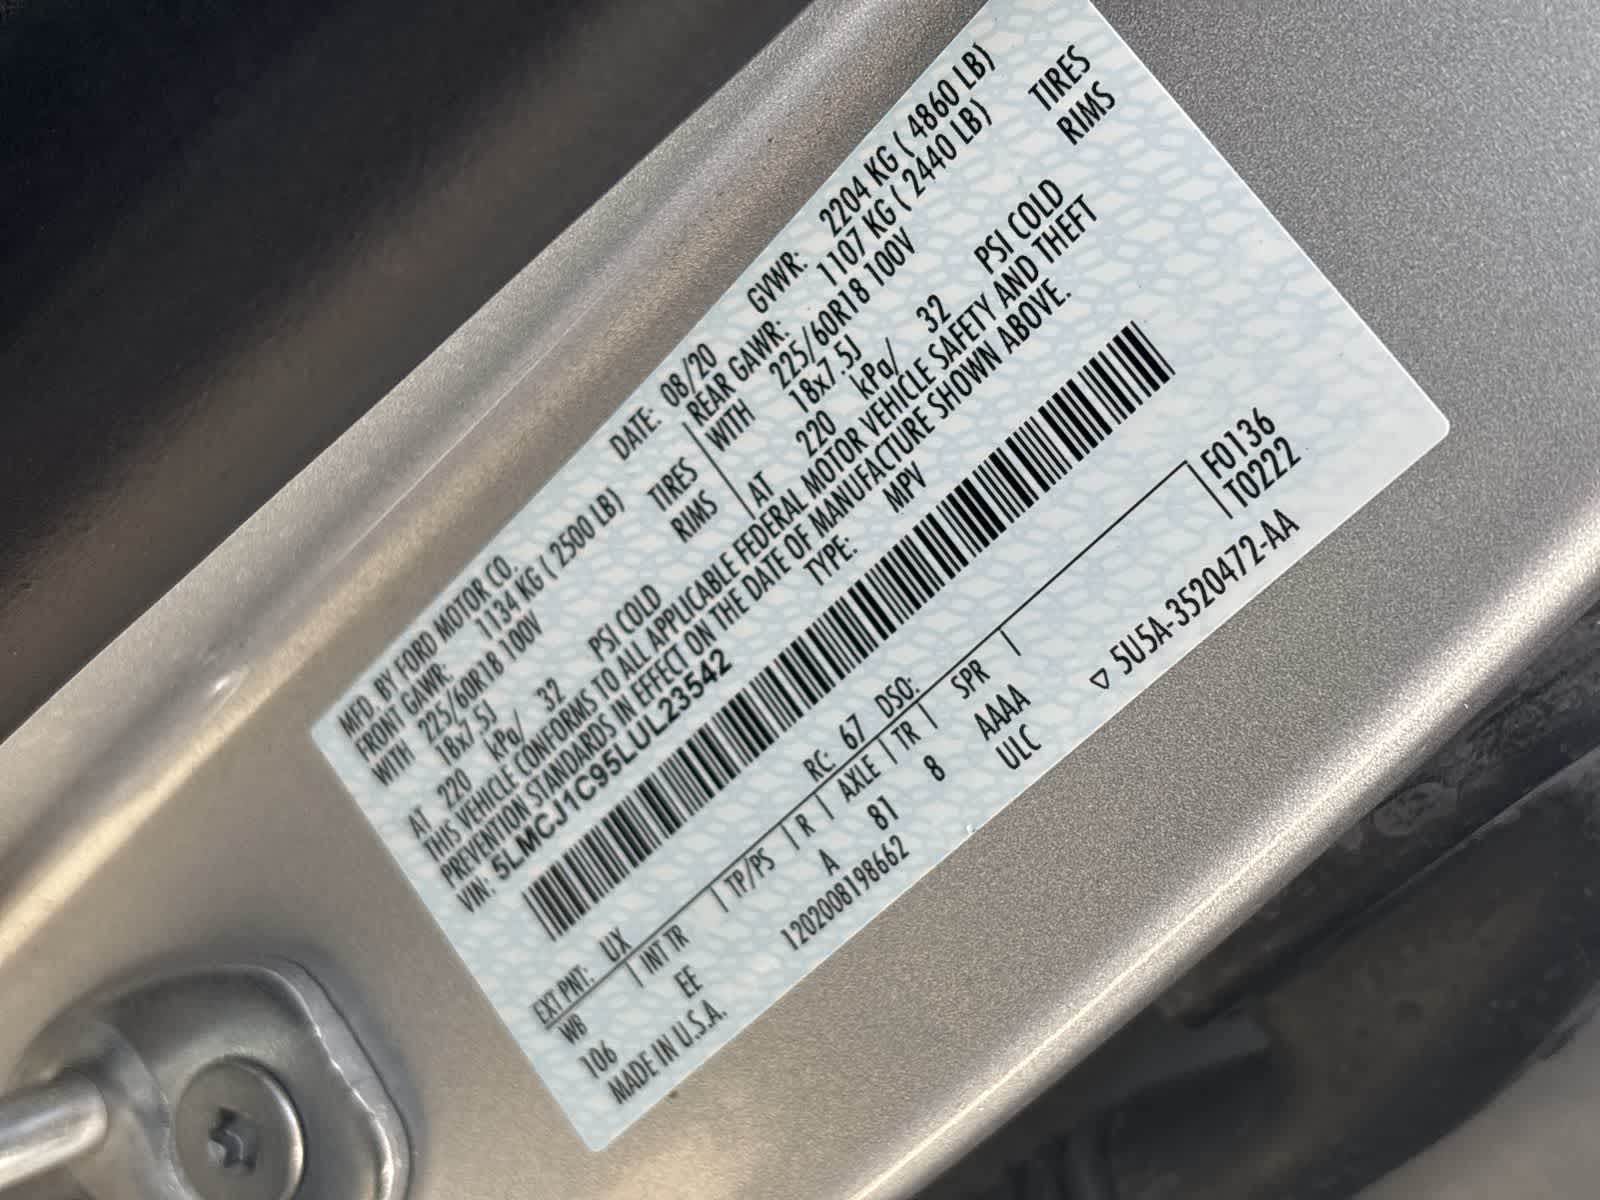 MFD. BY FORD MOTOR CO.
DATE: 08/20
GVWR: 2204 KG ( 4860 LB)
FRONT GAWR: 1134 KG ( 2500 LB)
REAR GAWR: 1107 KG ( 2440 LB)
WITH 225/60R18 100V TIRES
WITH 225/60R18 100V TIRES
18x7.5J RIMS
18x7.5J RIMS
AT 220 kPa/ 32 PSI COLD
AT 220 kPa/ 32 PSI COLD
THIS VEHICLE CONFORMS TO ALL APPLICABLE FEDERAL MOTOR VEHICLE SAFETY AND THEFT
PREVENTION STANDARDS IN EFFECT ON THE DATE OF MANUFACTURE SHOWN ABOVE.
VIN: 5LMCJ1C95LUL23542
TYPE: MPV
EXT PNT: UX RC: 67 DSO: F0136
WB INT TR TP/PS R AXLE TR SPR T0222
106 EE A 81 8 AAAA
MADE IN U.S.A. 1202008198662 ULC
▽ 5U5A-3520472-AA